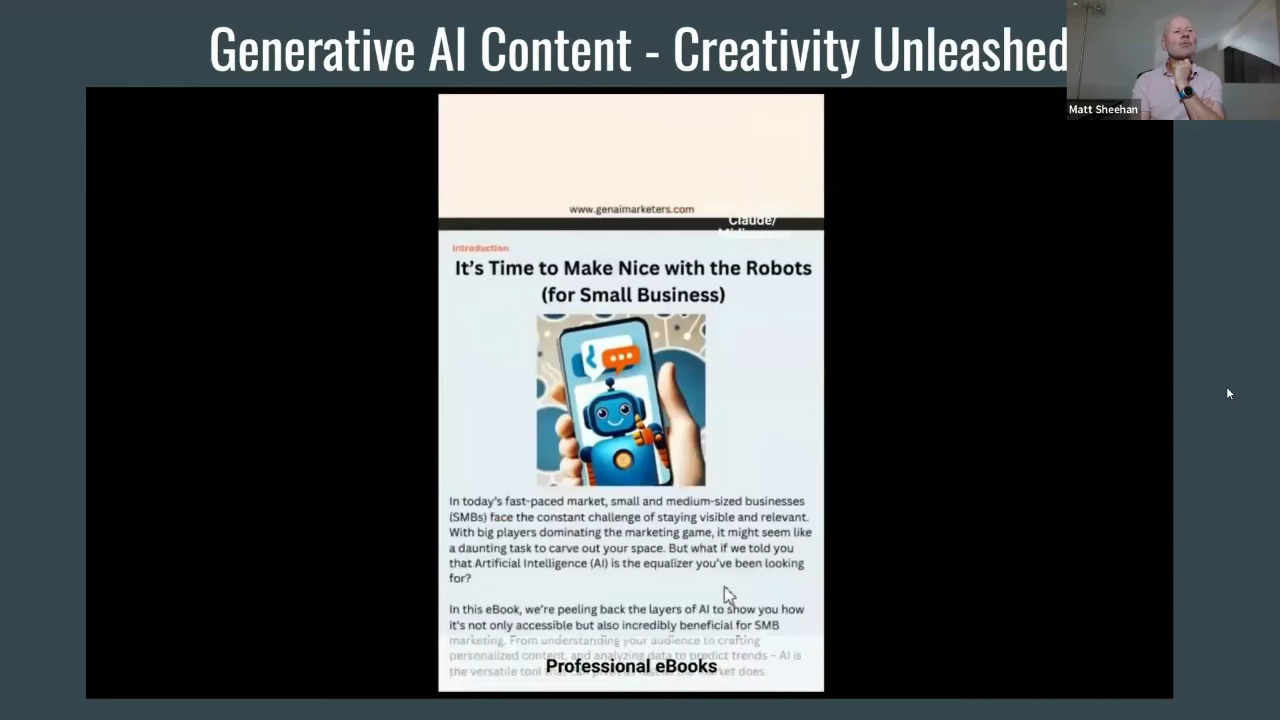 Generative AI Content - Creativity Unleashed
Matt Sheehan
www.genaimarketers.com
Claude/
Introduction
It's Time to Make Nice with the Robots
(for Small Business)
In today's fast-paced market, small and medium-sized businesses
(SMBs) face the constant challenge of staying visible and relevant.
With big players dominating the marketing game, it might seem like
a daunting task to carve out your space. But what if we told you
that Artificial Intelligence (AI) is the equalizer you've been looking
for?
In this eBook, we're peeling back the layers of AI to show you how
it's not only accessible but also incredibly beneficial for SMB
marketing. From understanding your audience to crafting
personalized content, and analyzing data to predict trends – AI is
the versatile tool that
Professional eBooks